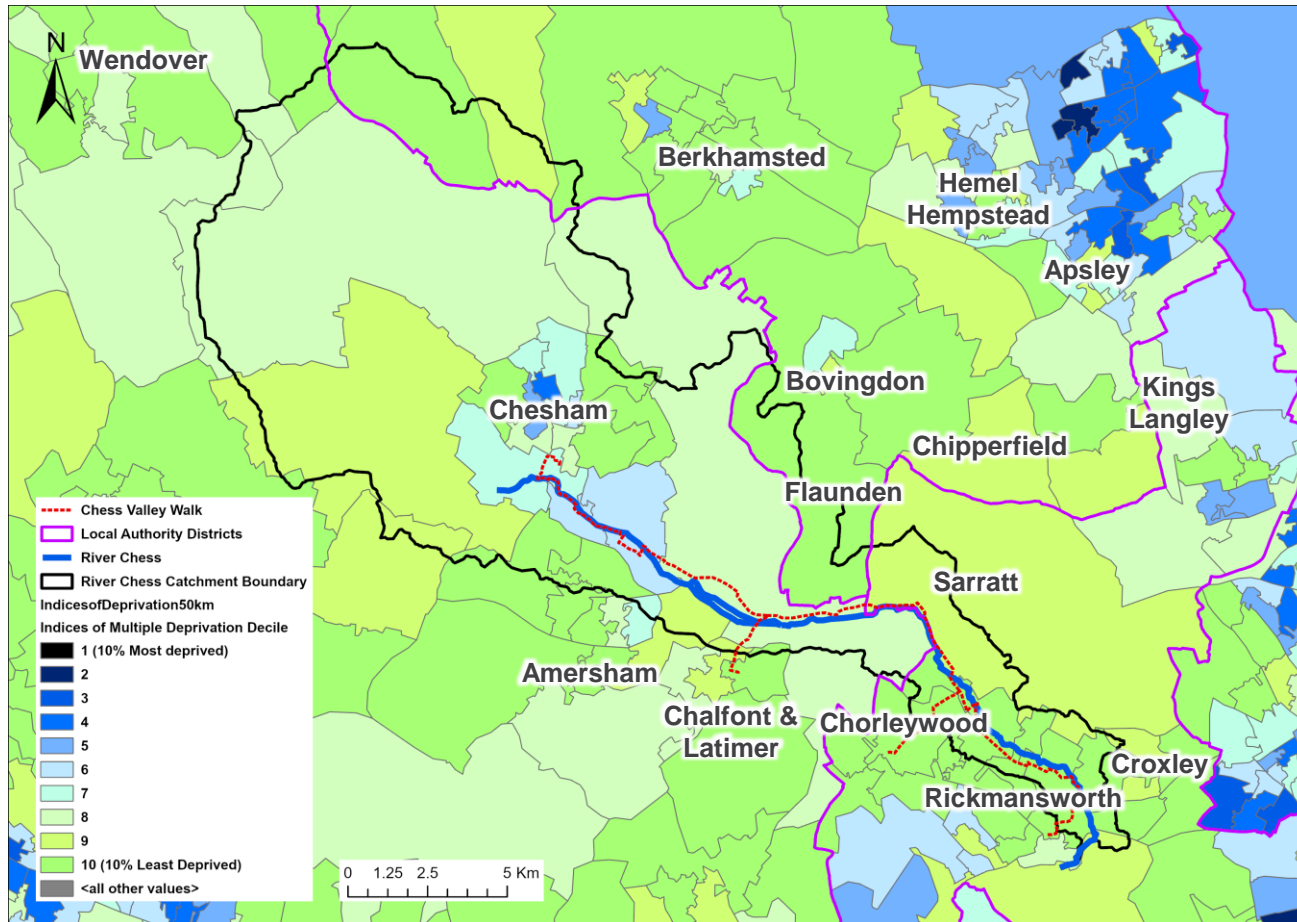 N
Wendover
Berkhamsted
Hemel
Hempstead
Apsley
Bovingdon
Kings
Langley
Chesham
Chipperfield
Flaunden
Sarratt
Amersham
Chalfont &
Latimer
Chorleywood
Croxley
Rickmansworth
Chess Valley Walk
Local Authority Districts
River Chess
River Chess Catchment Boundary
IndicesofDeprivation50km
Indices of Multiple Deprivation Decile
1 (10% Most deprived)
2
3
4
5
6
7
8
9
10 (10% Least Deprived)
<all other values>
0 1.25 2.5 5 Km